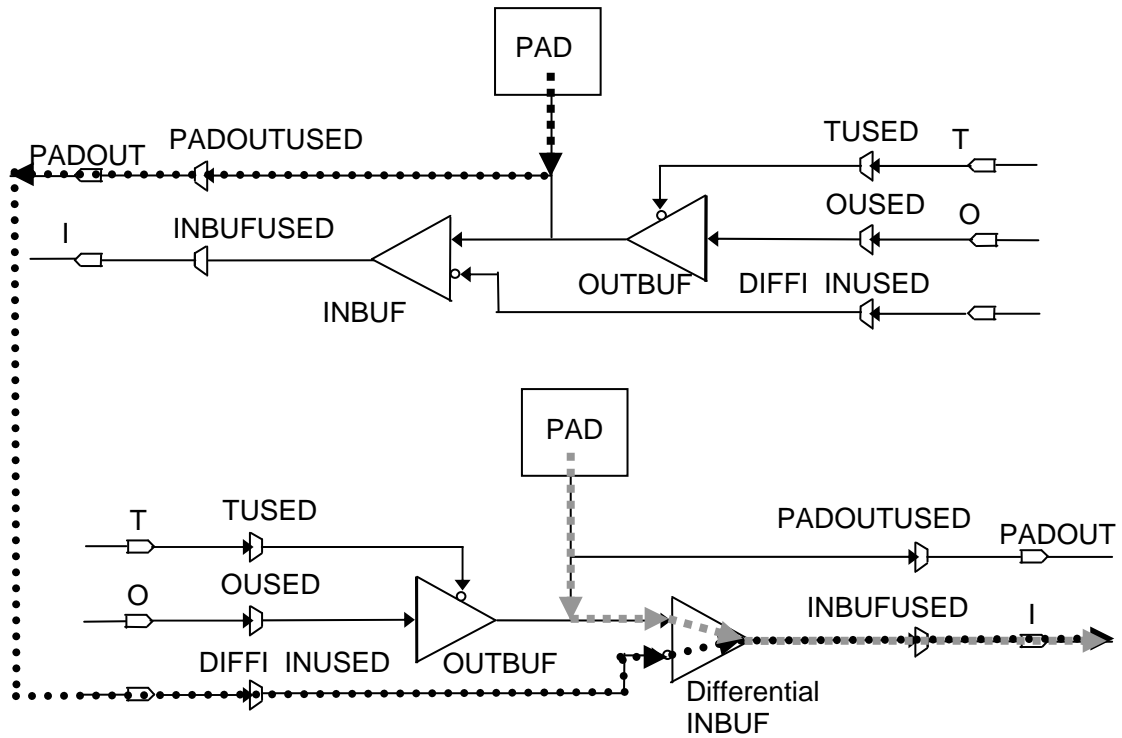 PAD
TUSED
T
PADOUTUSED
PADOUT
OUSED
O
I
INBUFUSED
OUTBUF
DIFFI INUSED
INBUF
PAD
T
TUSED
PADOUTUSED
PADOUT
O
OUSED
INBUFUSED
I
DIFFI INUSED
OUTBUF
Differential
INBUF